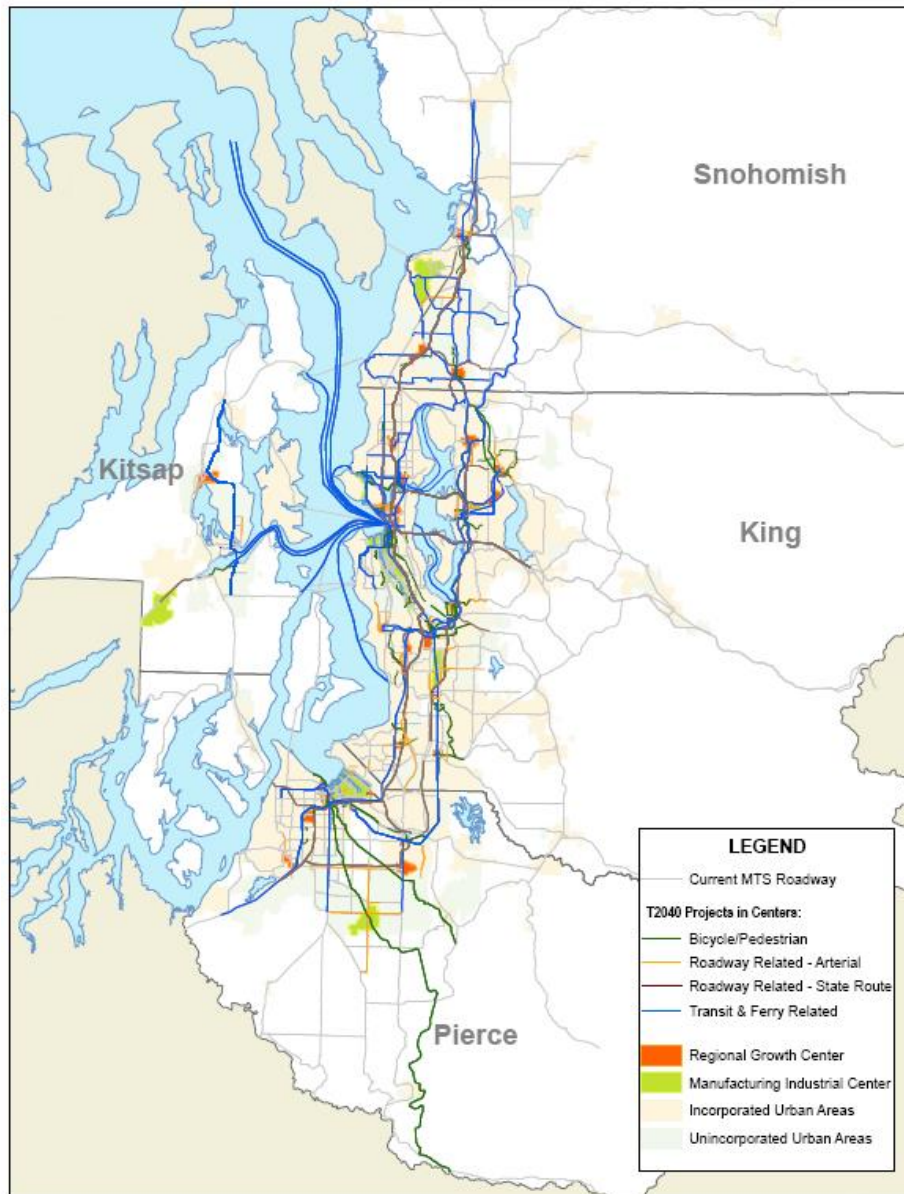 Snohomish
Kitsap
King
Pierce
LEGEND
Current MTS Roadway
T2040 Projects in Centers:
Bicycle/Pedestrian
Roadway Related - Arterial
Roadway Related - State Route
Transit & Ferry Related
Regional Growth Center
Manufacturing Industrial Center
Incorporated Urban Areas
Unincorporated Urban Areas